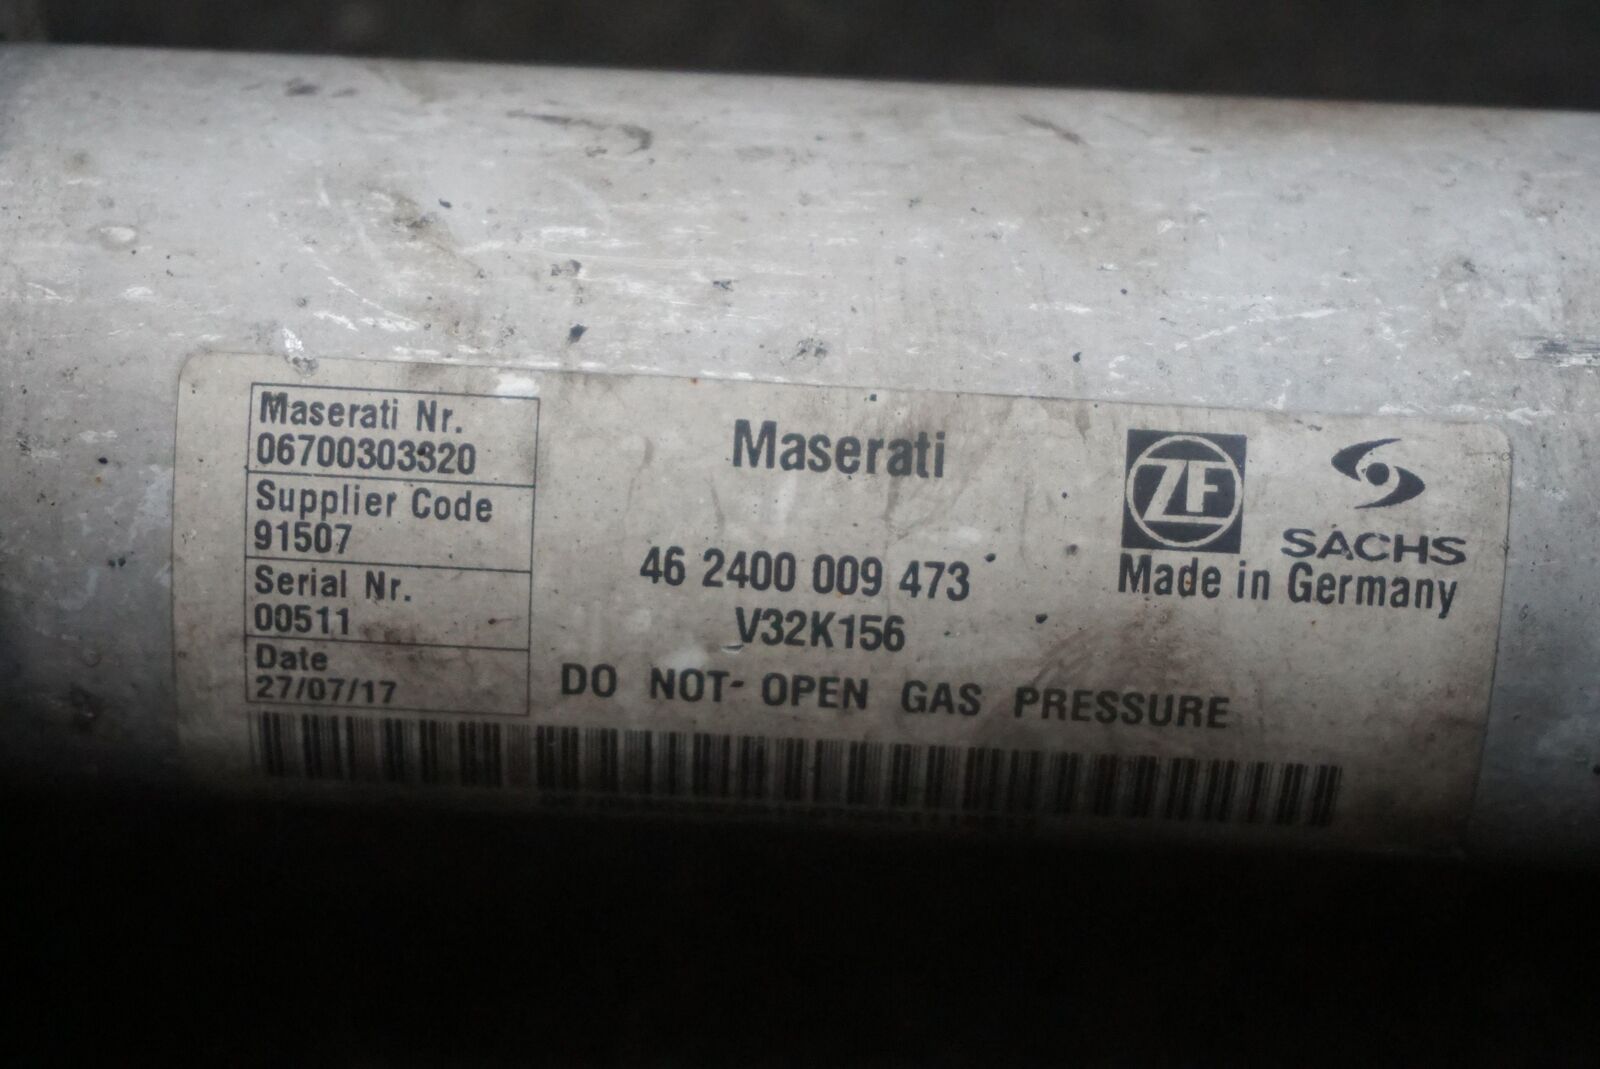 Maserati Nr.
06700303320
Supplier Code
91507
Serial Nr.
00511
Date
27/07/17
Maserati
46 2400 009 473
V32K156
DO NOT OPEN GAS PRESSURE
ZF
SACHS
Made in Germany